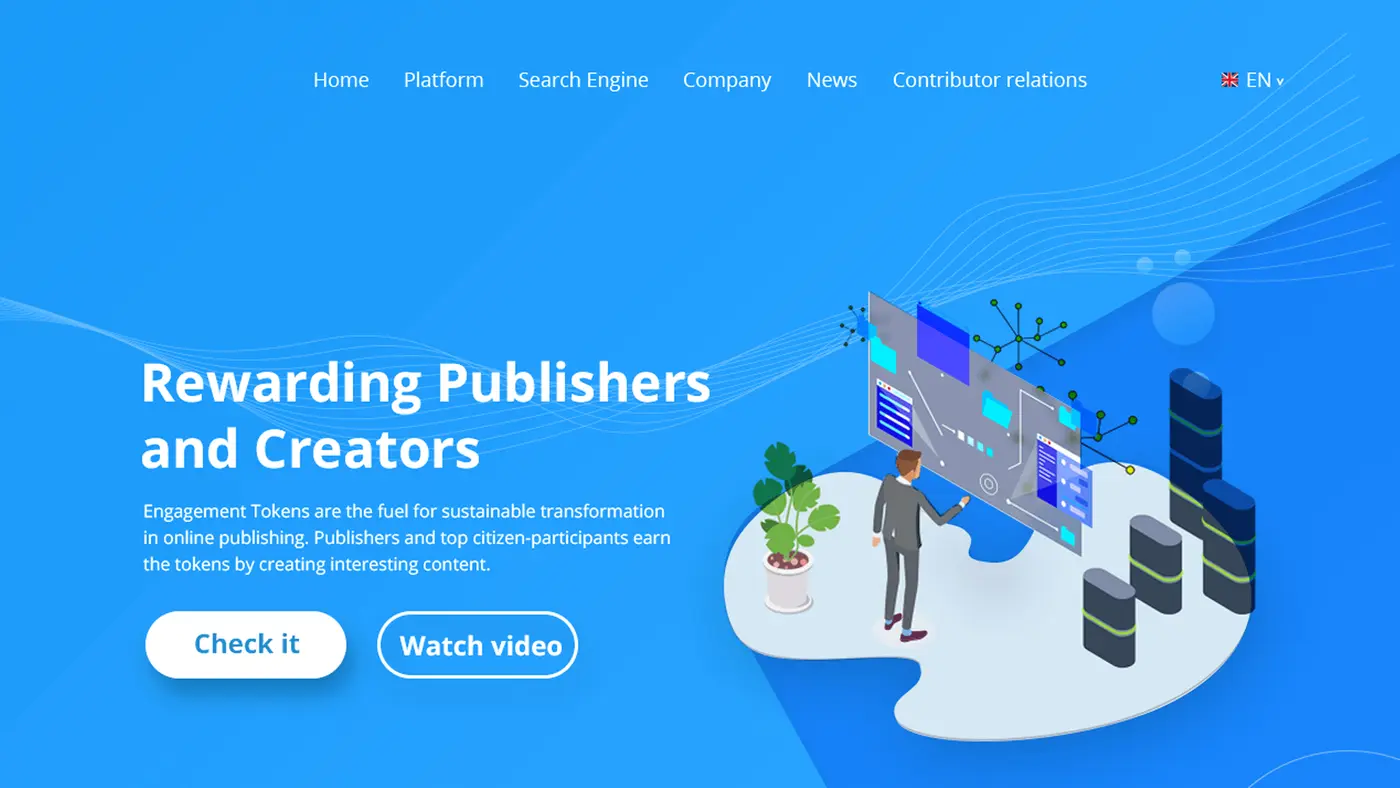 Home Platform Search Engine Company News Contributor relations EN v
Rewarding Publishers
and Creators
Engagement Tokens are the fuel for sustainable transformation
in online publishing. Publishers and top citizen-participants earn
the tokens by creating interesting content.
Check it Watch video